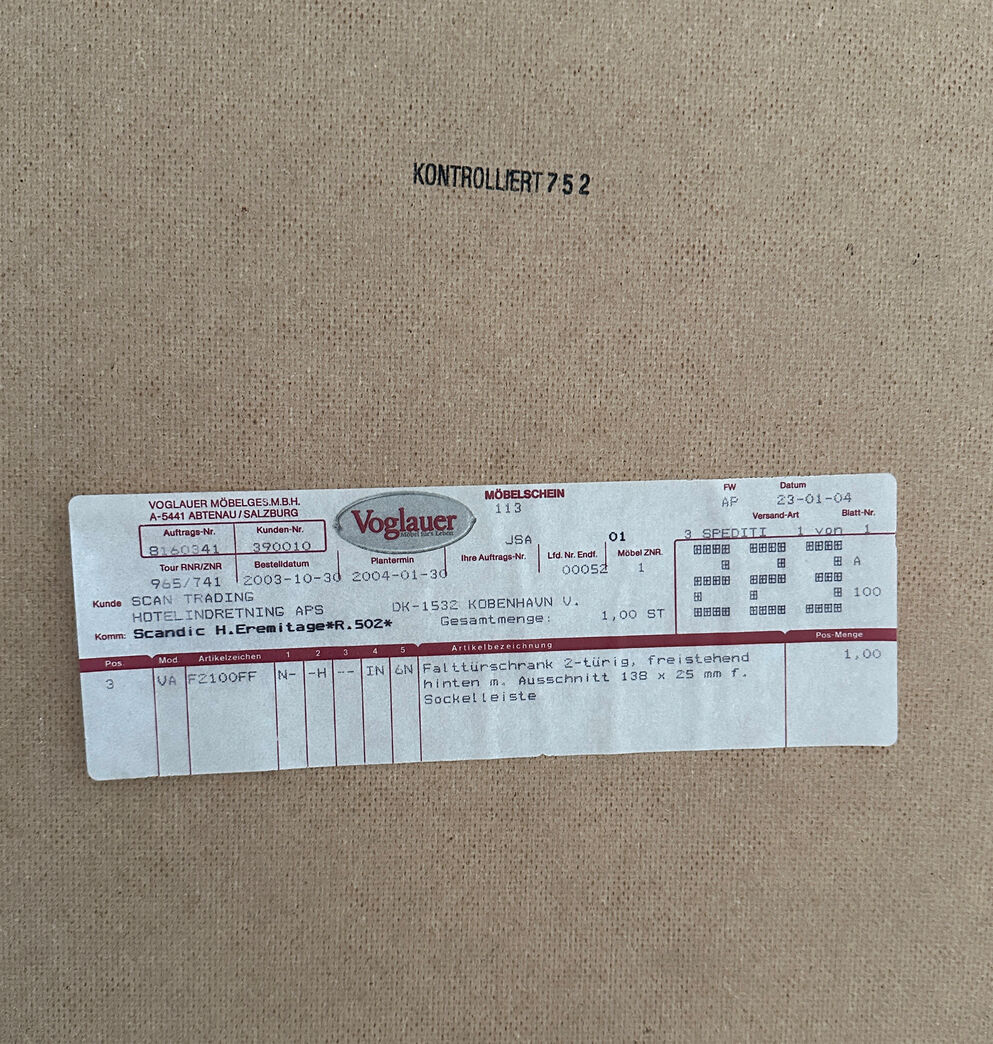 KONTROLLIERT 752
VOGLAUER MÖBELGES.M.B.H.
A-5441 ABTENAU/SALZBURG
Voglauer
Möbel fürs Leben
MÖBELSCHEIN
113
FW
AP
Datum
23-01-04
Auftrags-Nr.
8160341
Kunden-Nr.
390010
JSA
01
Versand-Art
Blatt-Nr.
3 SPEDITI 1 von 1
Tour RNR/ZNR
965/741
Bestelldatum
2003-10-30
Plantermin
2004-01-30
Ihre Auftrags-Nr.
Lfd. Nr. Endf.
00052
Möbel ZNR.
1
A
100
Kunde SCAN TRADING
HOTELINDRETNING APS DK-1532 KOBENHAVN V.
Gesamtmenge: 1,00 ST
Komm: Scandic H.Eremitage*R.502*
Pos. Mod. Artikelzeichen 1 2 3 4 5 Artikelbezeichnung Pos-Menge
3 VA F2100FF N- -H -- IN 6N Falttürschrank 2-türig, freistehend 1,00
hinten m. Ausschnitt 138 x 25 mm f.
Sockelleiste